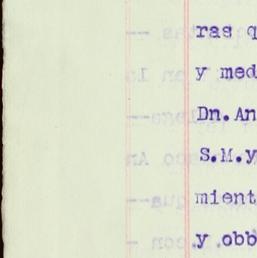 ras q
y med
Dn.An
S.M.y
mient
y obb